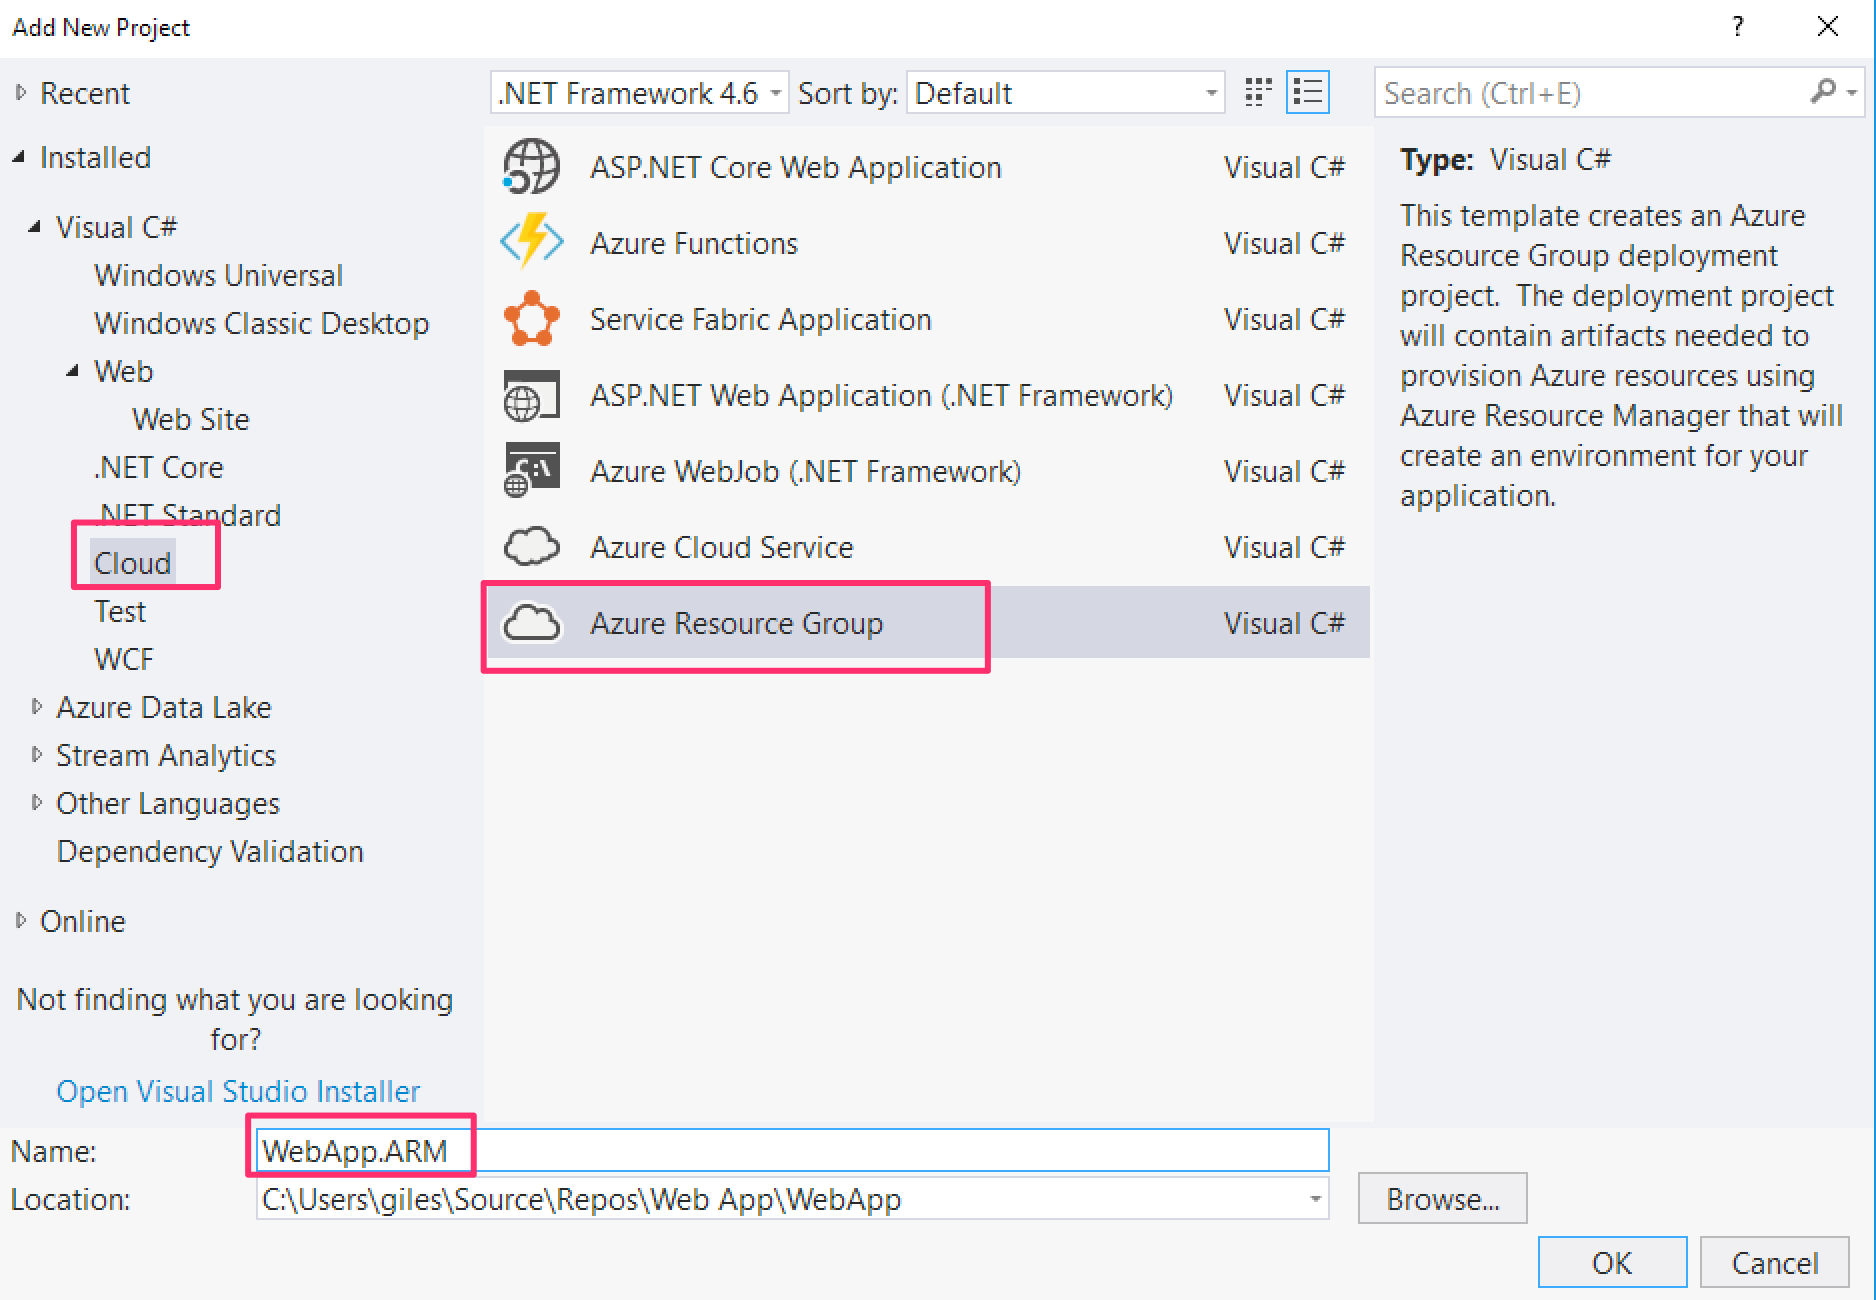 Add New Project
?
Recent
Installed
Visual C#
Windows Universal
Windows Classic Desktop
Web
Web Site
.NET Core
.NET Standard
Cloud
Test
WCF
Azure Data Lake
Stream Analytics
Other Languages
Dependency Validation
Online
Not finding what you are looking
for?
Open Visual Studio Installer
.NET Framework 4.6 Sort by: Default
ASP.NET Core Web Application Visual C#
Azure Functions Visual C#
Service Fabric Application Visual C#
ASP.NET Web Application (.NET Framework) Visual C#
Azure WebJob (.NET Framework) Visual C#
Azure Cloud Service Visual C#
Azure Resource Group Visual C#
Search (Ctrl+E)
Type: Visual C#
This template creates an Azure
Resource Group deployment
project. The deployment project
will contain artifacts needed to
provision Azure resources using
Azure Resource Manager that will
create an environment for your
application.
Name: WebApp.ARM
Location: C:\Users\giles\Source\Repos\Web App\WebApp
Browse...
OK Cancel